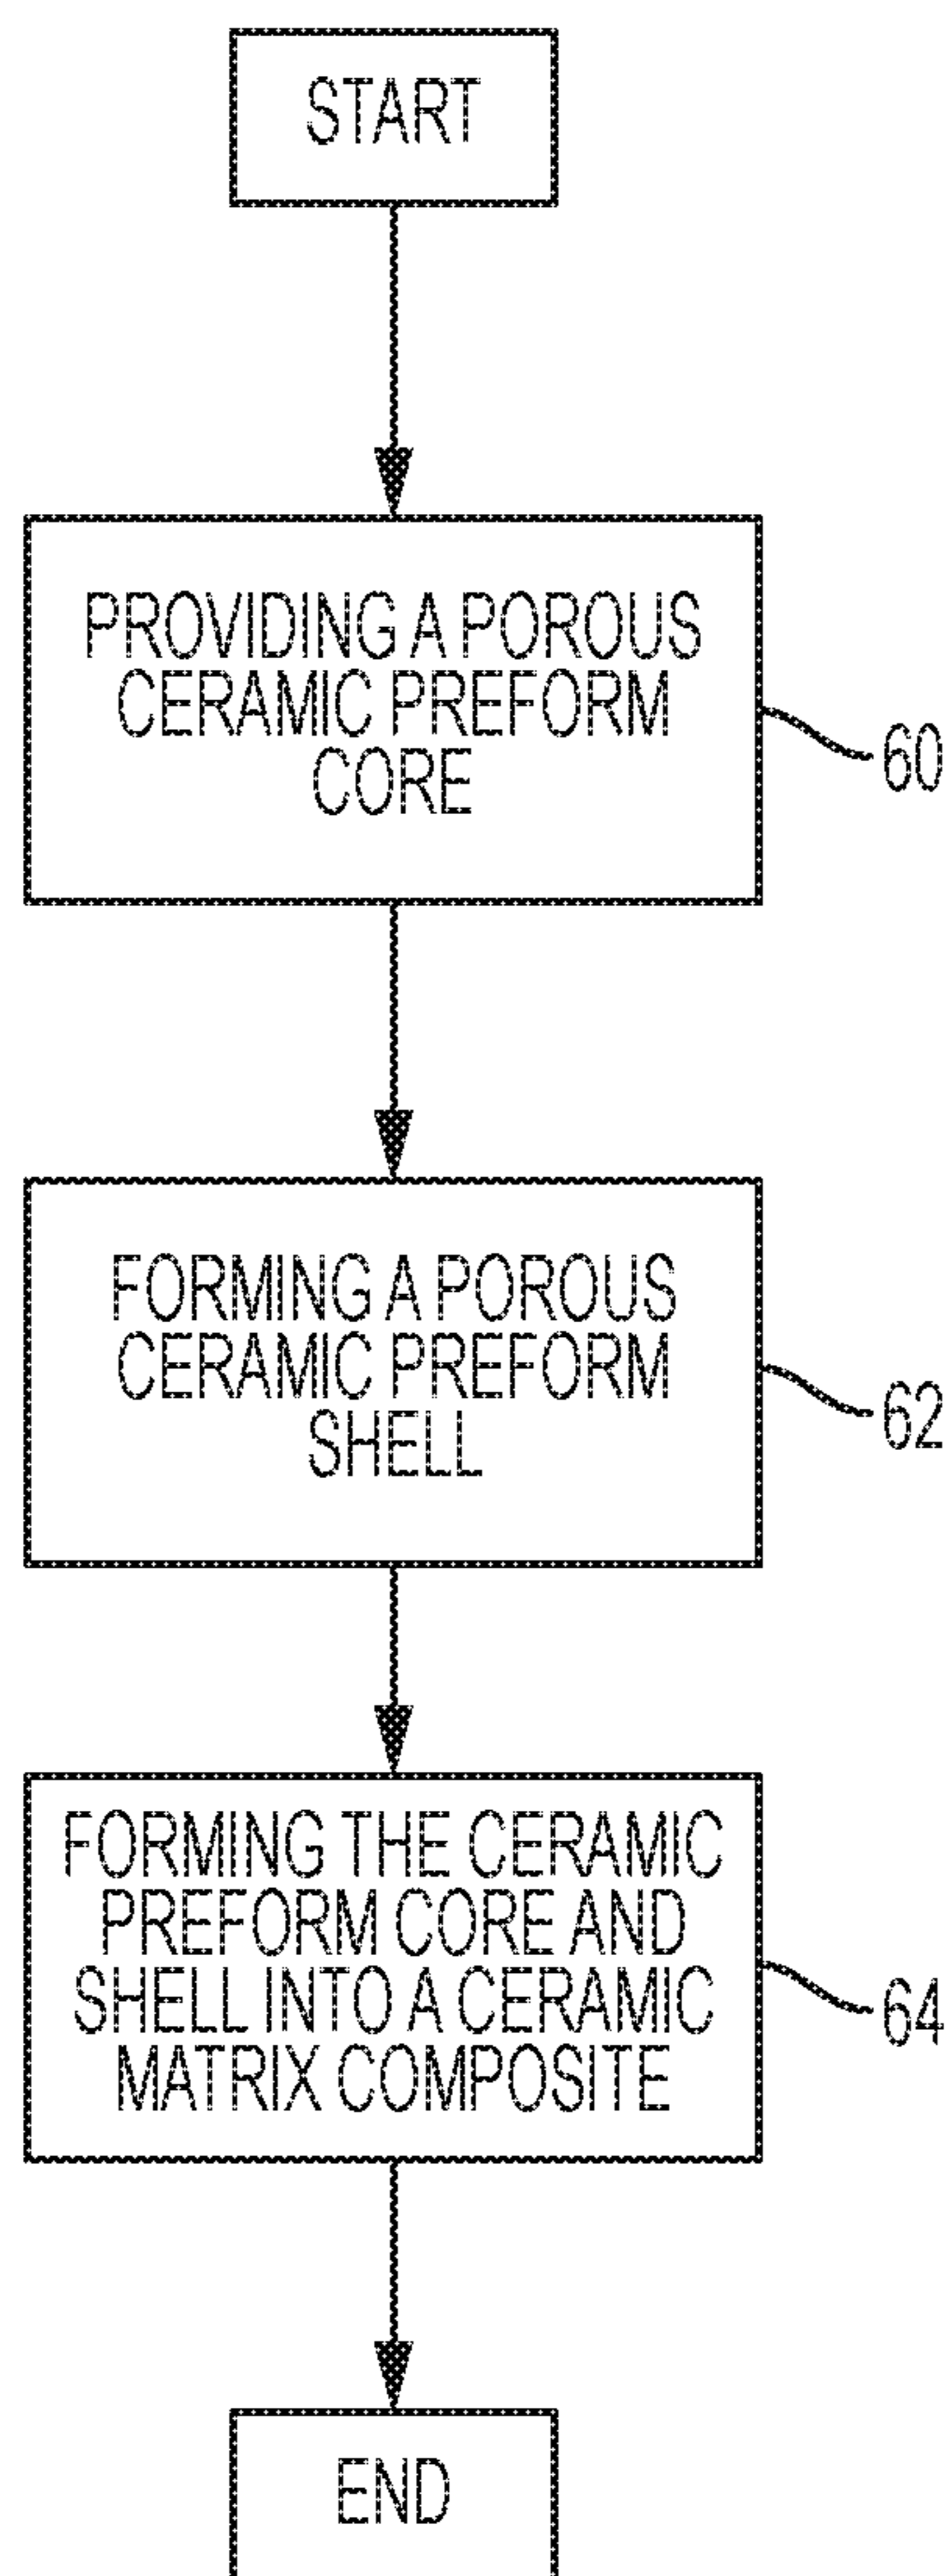 START
PROVIDING A POROUS
CERAMIC PREFORM
CORE
60
FORMING A POROUS
CERAMIC PREFORM
SHELL
62
FORMING THE CERAMIC
PREFORM CORE AND
SHELL INTO A CERAMIC
MATRIX COMPOSITE
64
END